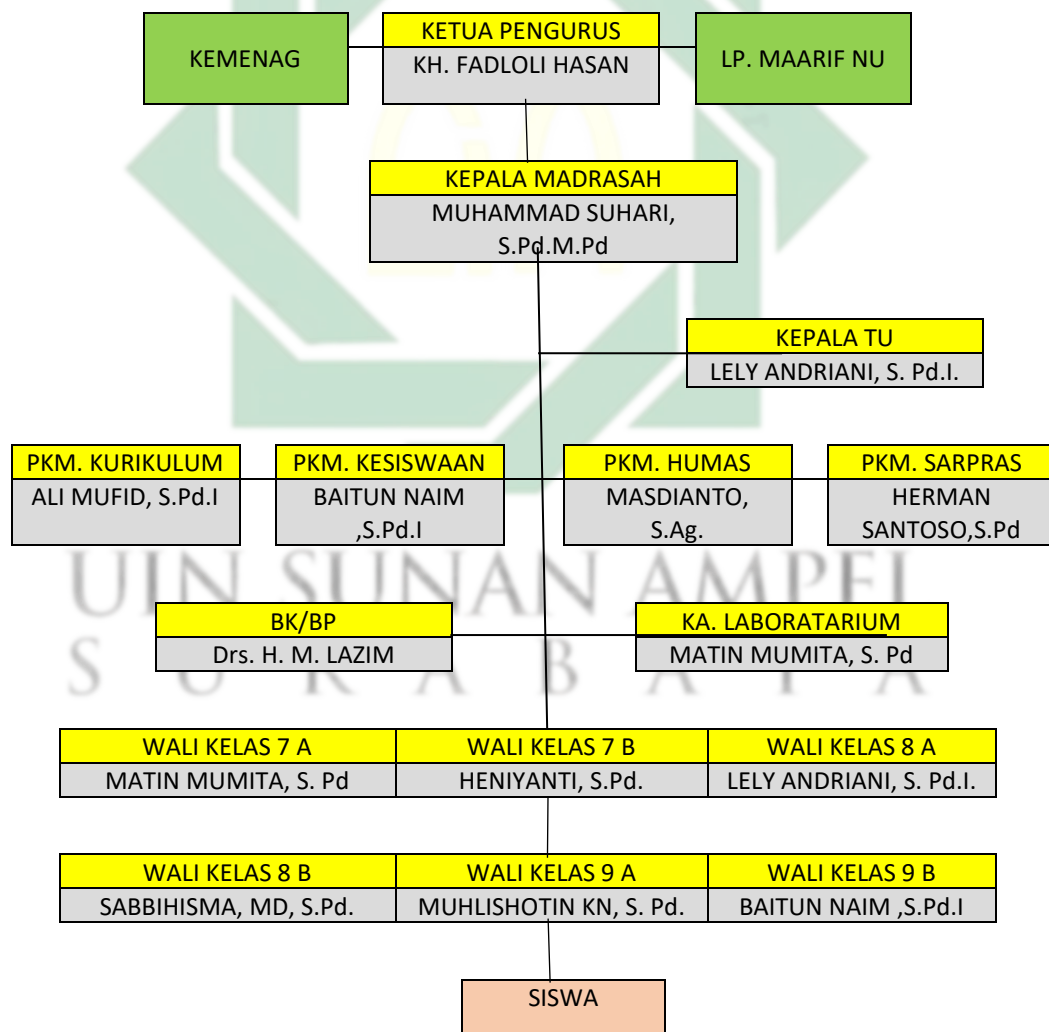 KEMENAG
KETUA PENGURUS
KH. FADLOLI HASAN
LP. MAARIF NU
KEPALA MADRASAH
MUHAMMAD SUHARI,
S.Pd.M.Pd
KEPALA TU
LELY ANDRIANI, S. Pd.I.
PKM. KURIKULUM
ALI MUFID, S.Pd.I
PKM. KESISWAAN
BAITUN NAIM
,S.Pd.I
PKM. HUMAS
MASDIANTO,
S.Ag.
PKM. SARPRAS
HERMAN
SANTOSO,S.Pd
UIN SUNAN AMPEL
S U R A B A Y A
BK/BP
Drs. H. M. LAZIM
KA. LABORATARIUM
MATIN MUMITA, S. Pd
WALI KELAS 7 A
MATIN MUMITA, S. Pd
WALI KELAS 7 B
HENIYANTI, S.Pd.
WALI KELAS 8 A
LELY ANDRIANI, S. Pd.I.
WALI KELAS 8 B
SABBIHISMA, MD, S.Pd.
WALI KELAS 9 A
MUHLISHOTIN KN, S. Pd.
WALI KELAS 9 B
BAITUN NAIM ,S.Pd.I
SISWA